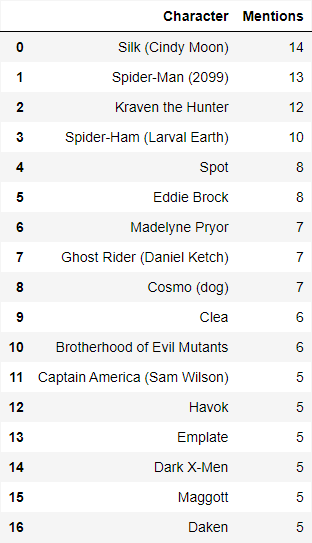 Character Mentions
0 Silk (Cindy Moon) 14
1 Spider-Man (2099) 13
2 Kraven the Hunter 12
3 Spider-Ham (Larval Earth) 10
4 Spot 8
5 Eddie Brock 8
6 Madelyne Pryor 7
7 Ghost Rider (Daniel Ketch) 7
8 Cosmo (dog) 7
9 Clea 6
10 Brotherhood of Evil Mutants 6
11 Captain America (Sam Wilson) 5
12 Havok 5
13 Emplate 5
14 Dark X-Men 5
15 Maggott 5
16 Daken 5